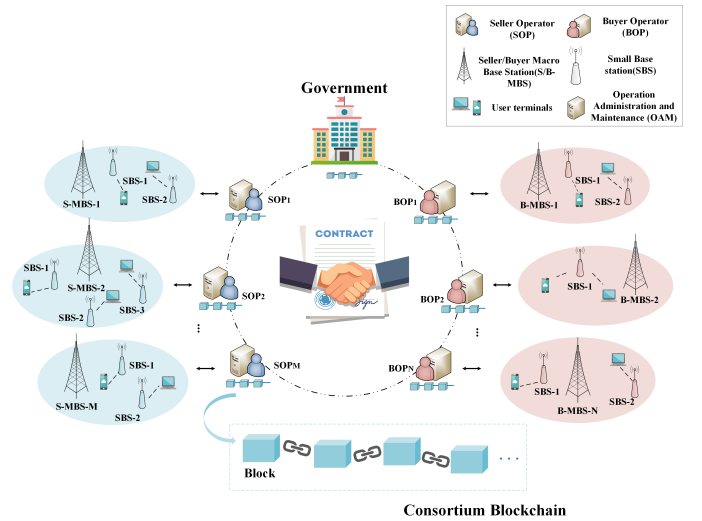 Seller Operator
(SOP)
Buyer Operator
(BOP)
Seller/Buyer Macro
Base Station(S/B-
MBS)
Small Base
station(SBS)
User terminals
Operation
Administration and
Maintenance (OAM)
Government
SBS-1
S-MBS-1
SBS-2
SOP1
BOP1
SBS-1
B-MBS-1
SBS-2
CONTRACT
SBS-1
S-MBS-2
SBS-2
SBS-3
SOP2
BOP2
SBS-1
B-MBS-2
Sign
SBS-1
S-MBS-M
SBS-2
SOPM
BOPN
SBS-1
B-MBS-N
SBS-2
Block
Consortium Blockchain